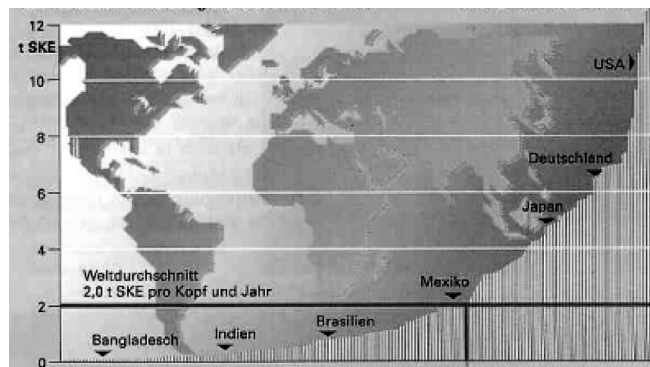 12
t SKE
10
USA
8
Deutschland
6
Japan
4
Weltdurchschnitt
2,0 t SKE pro Kopf und Jahr
Mexiko
2
Brasilien
Indien
Bangladesch
0